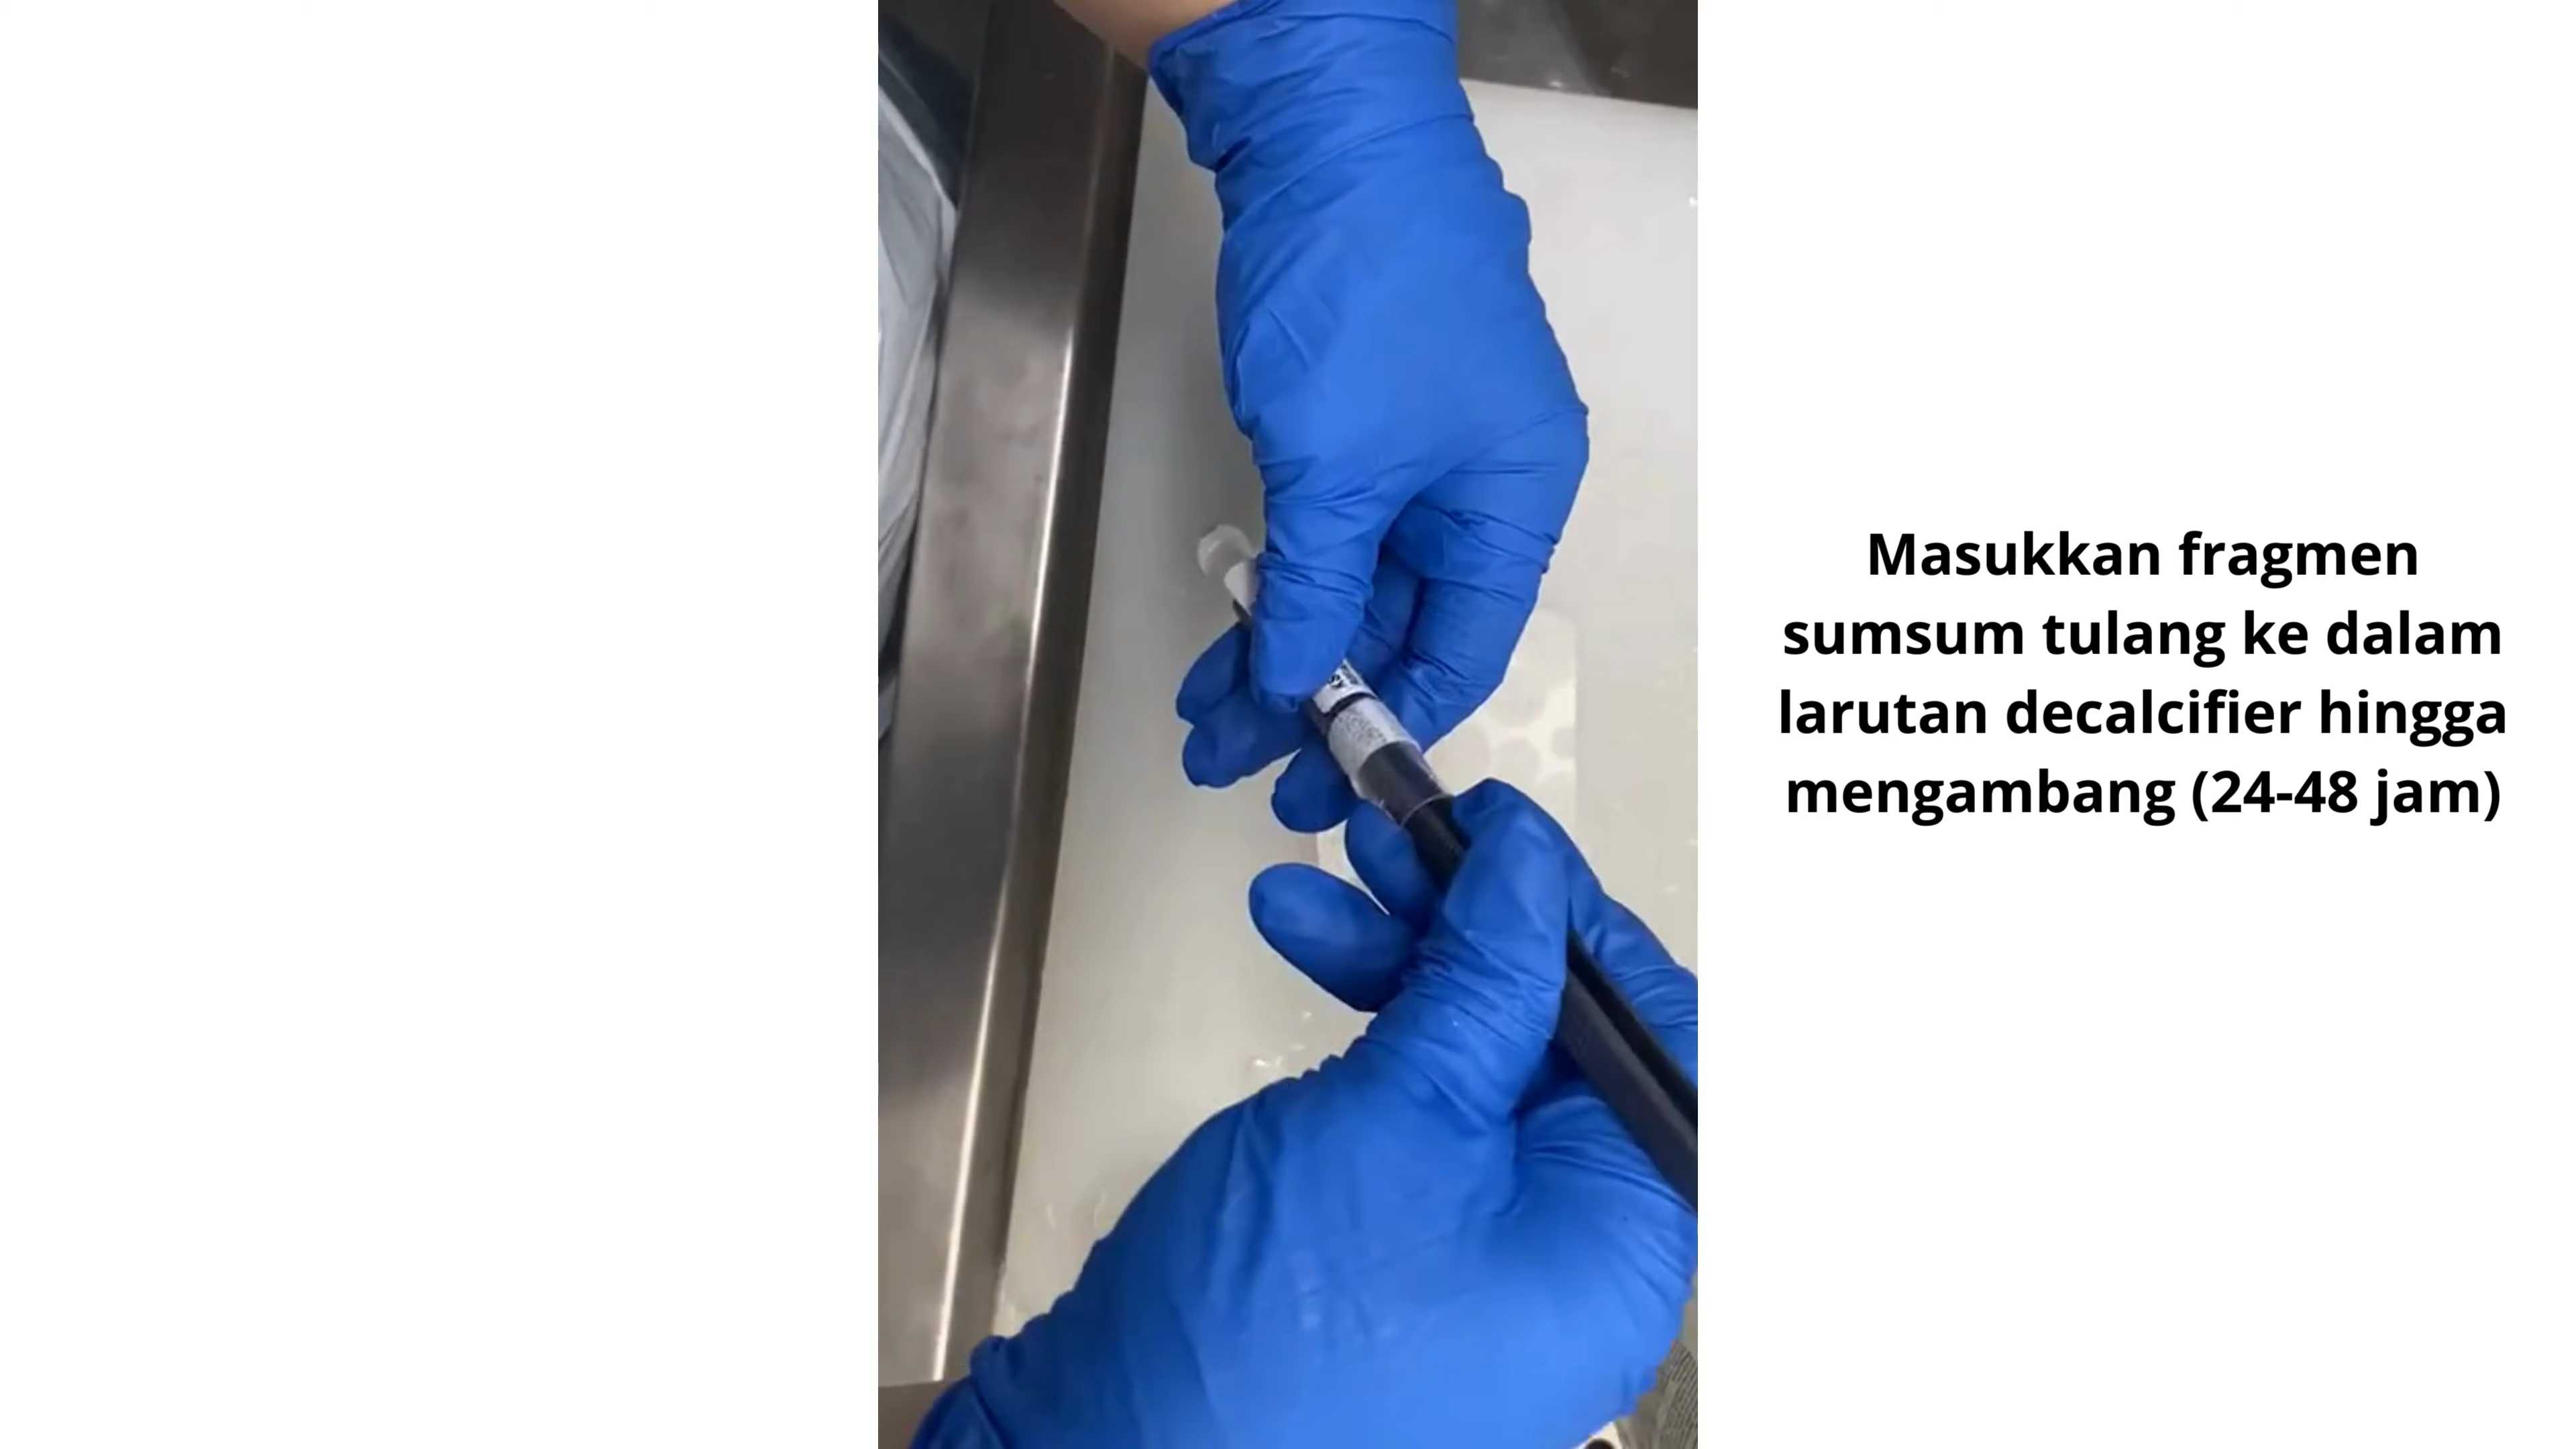 Masukkan fragmen
sumsum tulang ke dalam
larutan decalcifier hingga
mengambang (24-48 jam)